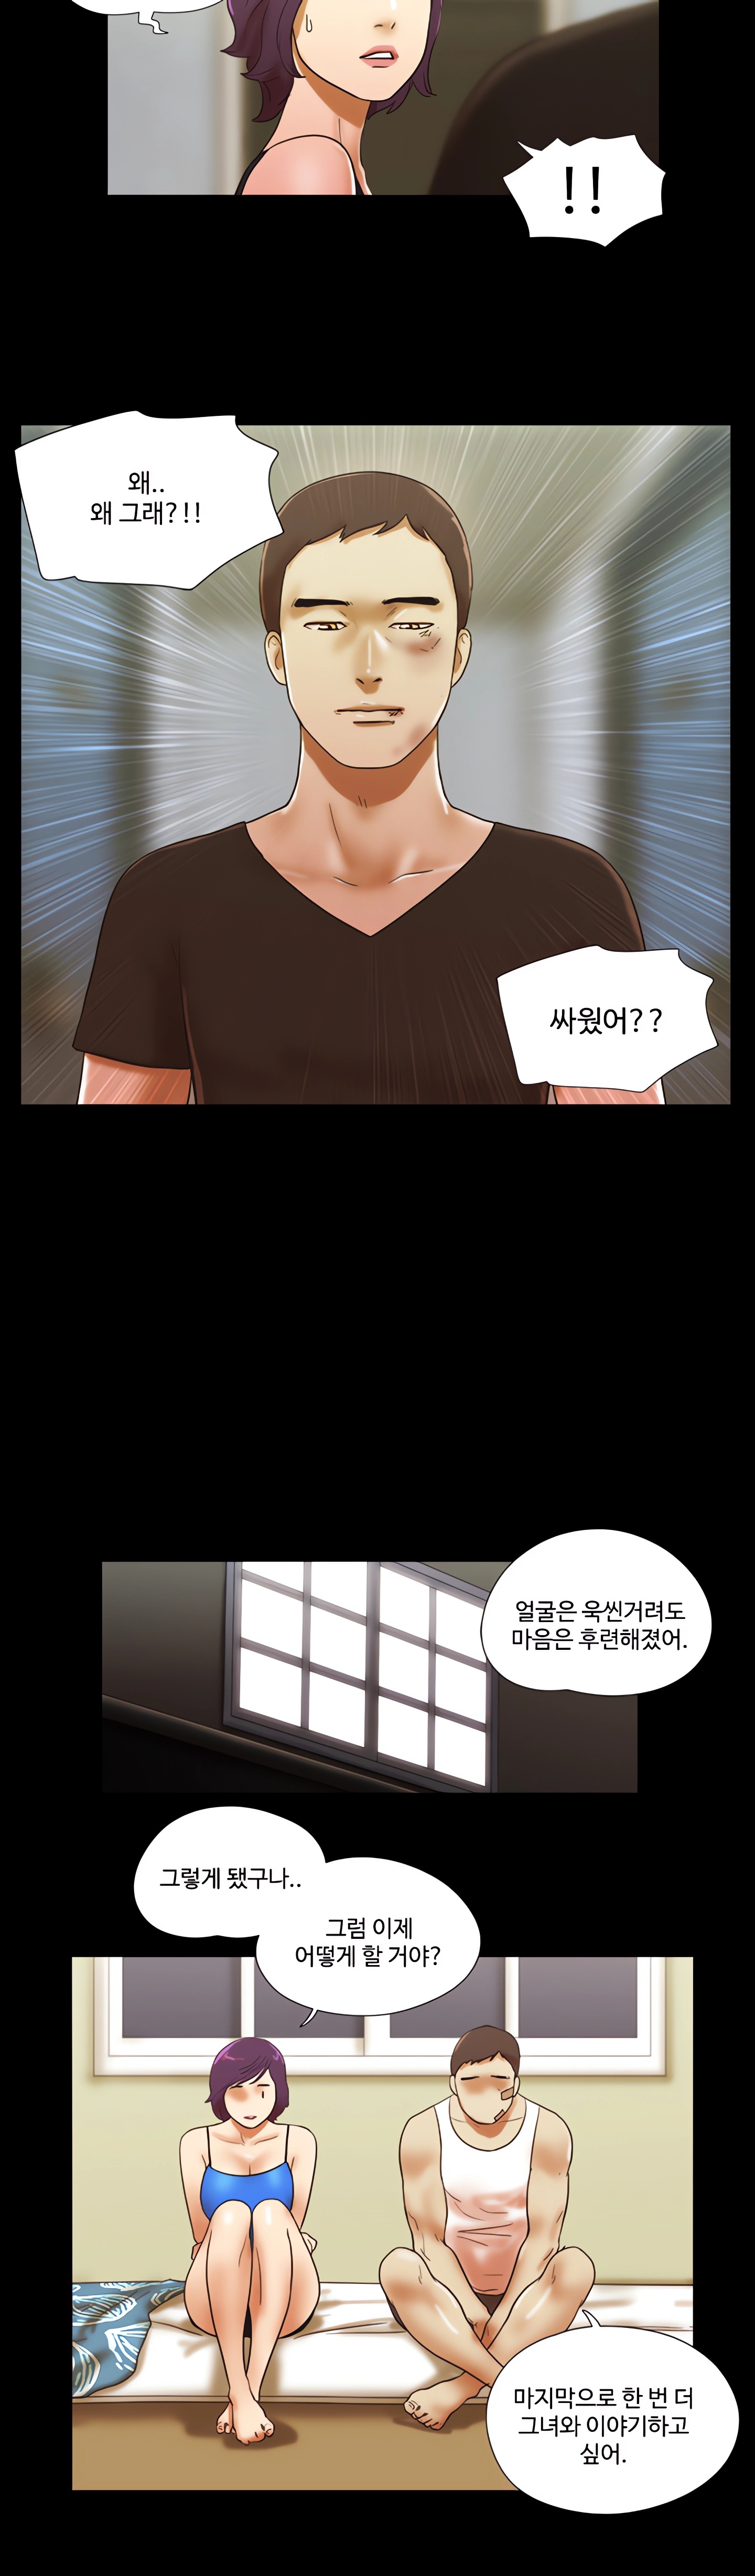 !!
왜..
왜 그래?!!
싸웠어??
얼굴은 욱씬거려도
마음은 후련해졌어.
그렇게 됐구나..
그럼 이제
어떻게 할 거야?
마지막으로 한 번 더
그녀와 이야기하고
싶어.